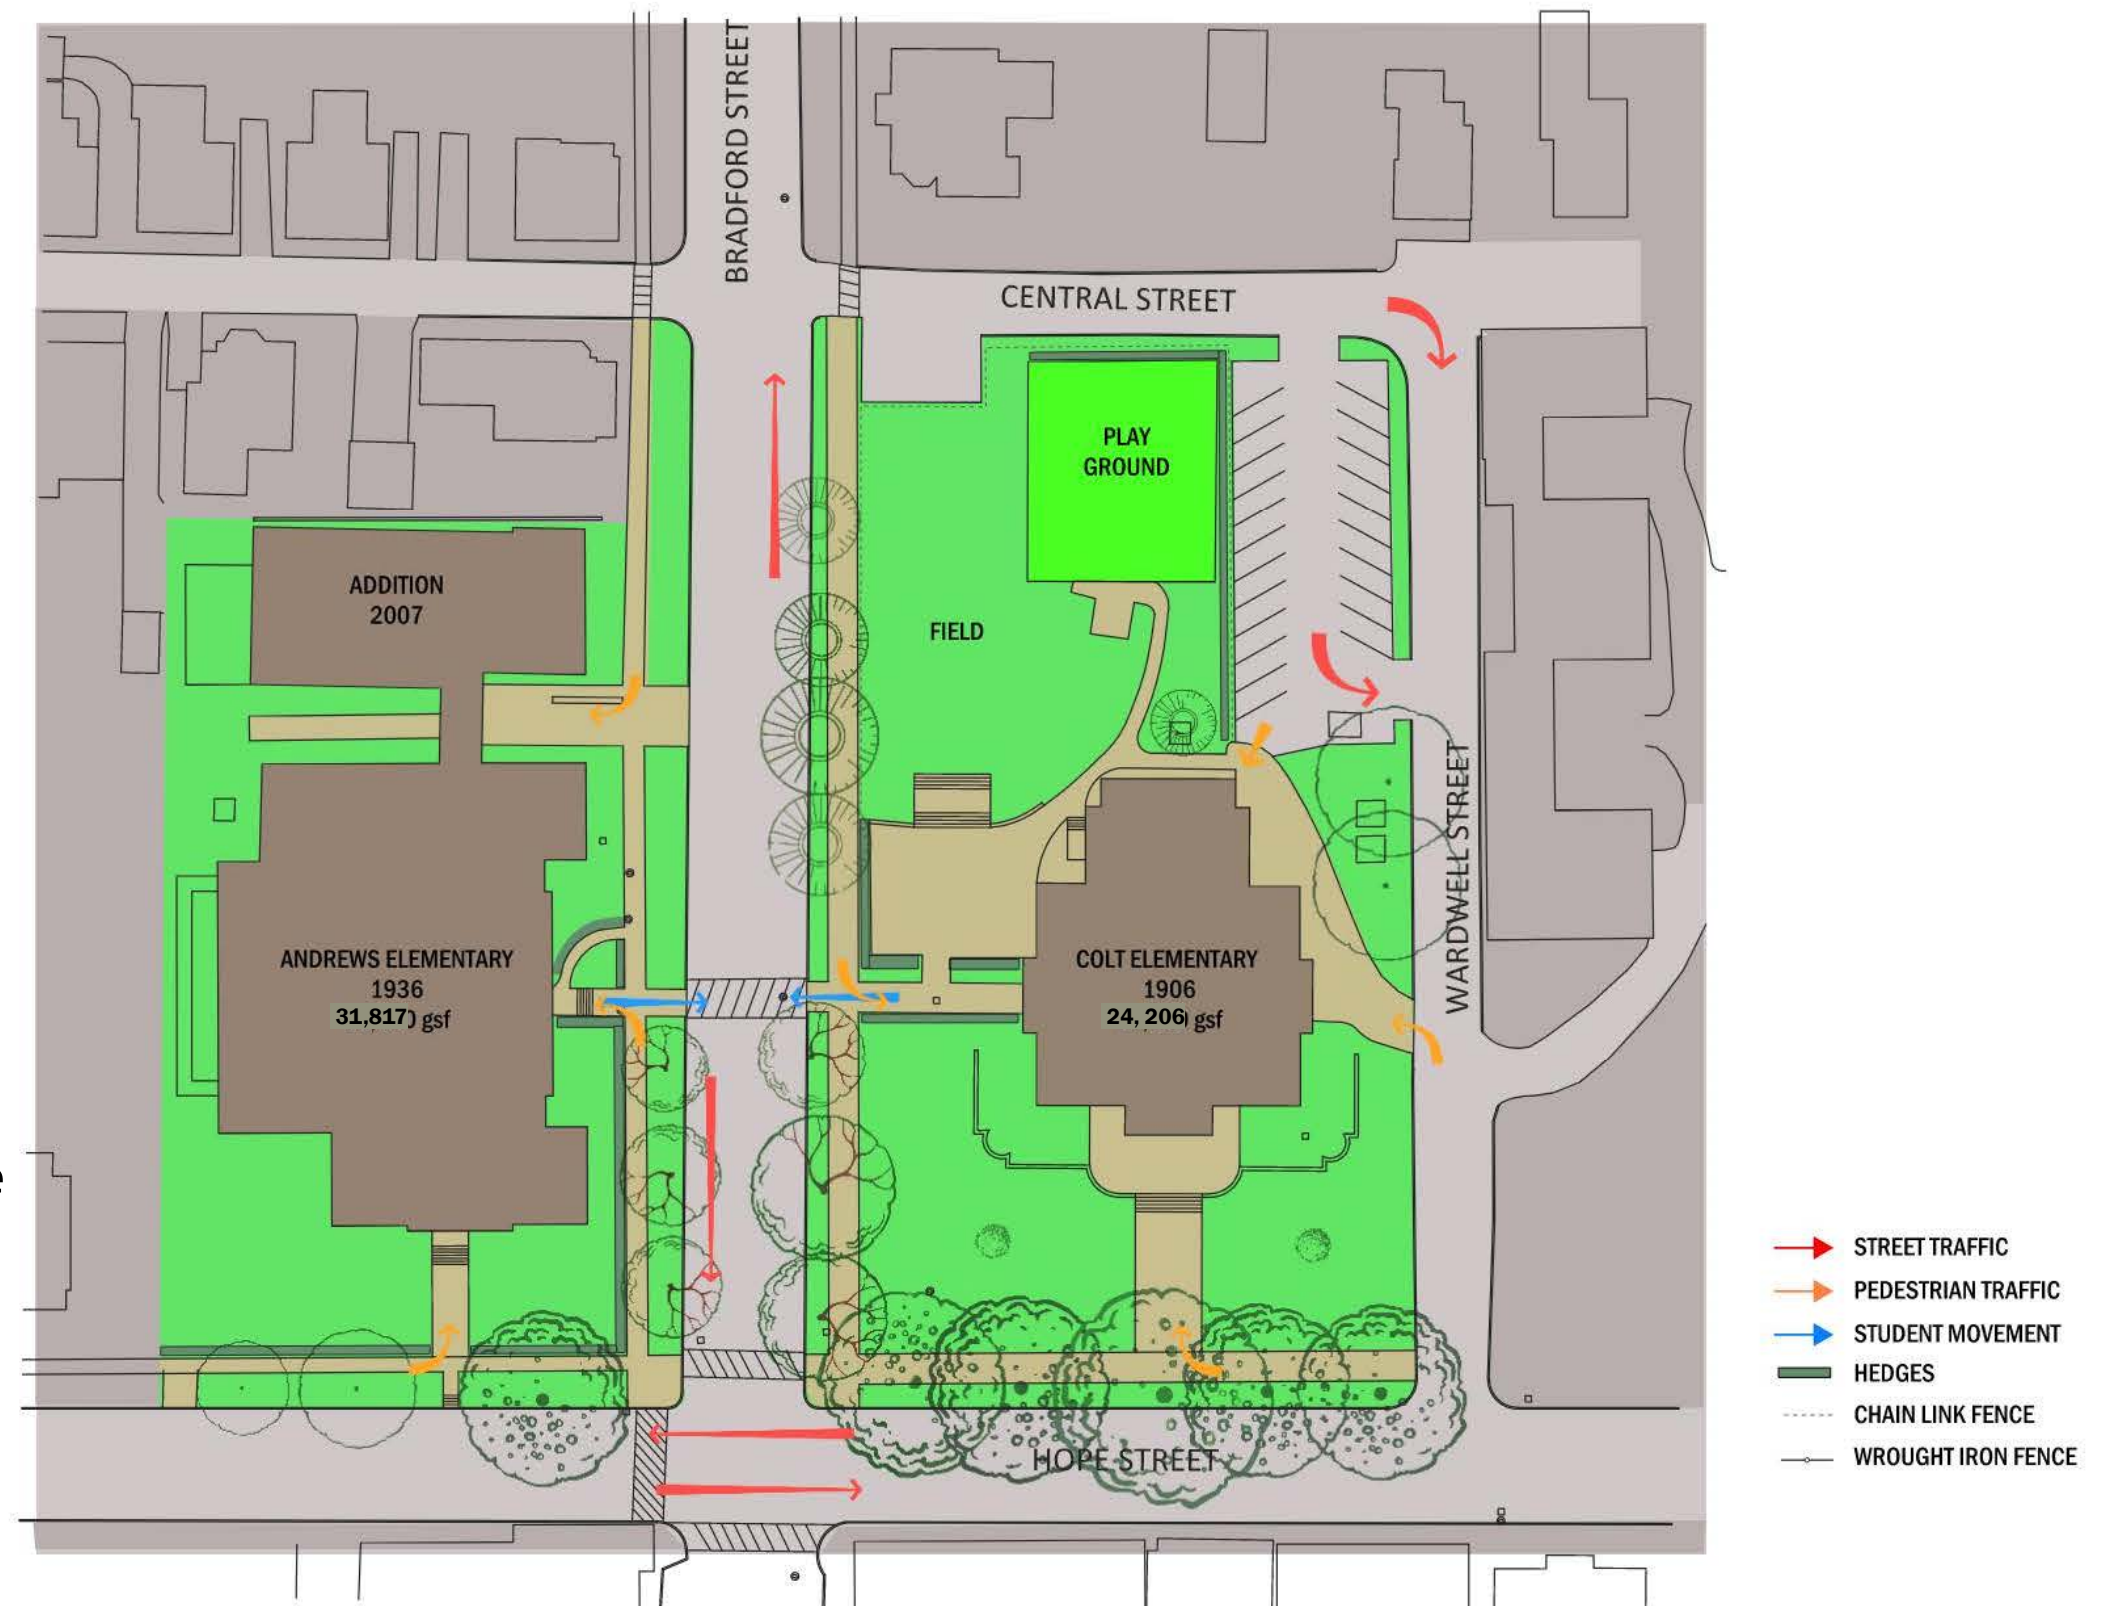 BRADFORD STREET
CENTRAL STREET
PLAY
GROUND
ADDITION
2007
FIELD
WARDWELL STREET
ANDREWS ELEMENTARY
1936
31,817 gsf
COLT ELEMENTARY
1906
24, 206 gsf
HOPE STREET
STREET TRAFFIC
PEDESTRIAN TRAFFIC
STUDENT MOVEMENT
HEDGES
CHAIN LINK FENCE
WROUGHT IRON FENCE